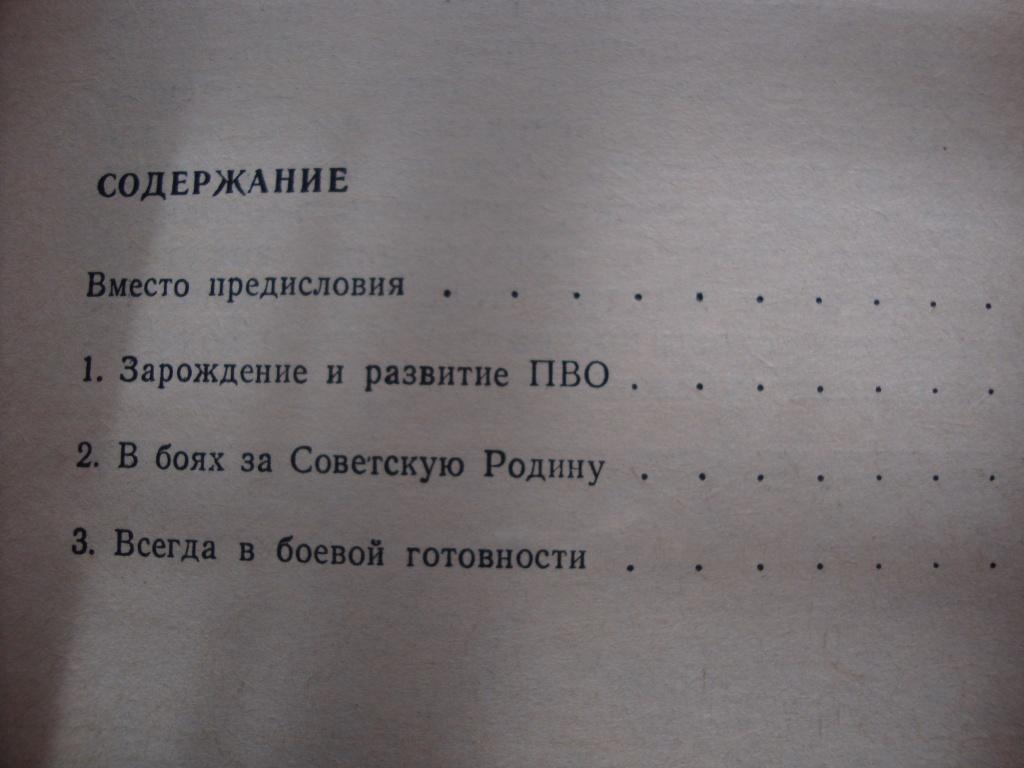 СОДЕРЖАНИЕ
Вместо предисловия . . . . . . . . . .
1. Зарождение и развитие ПВО . . . . . . .
2. В боях за Советскую Родину . . . . . . .
3. Всегда в боевой готовности . . . . . . .